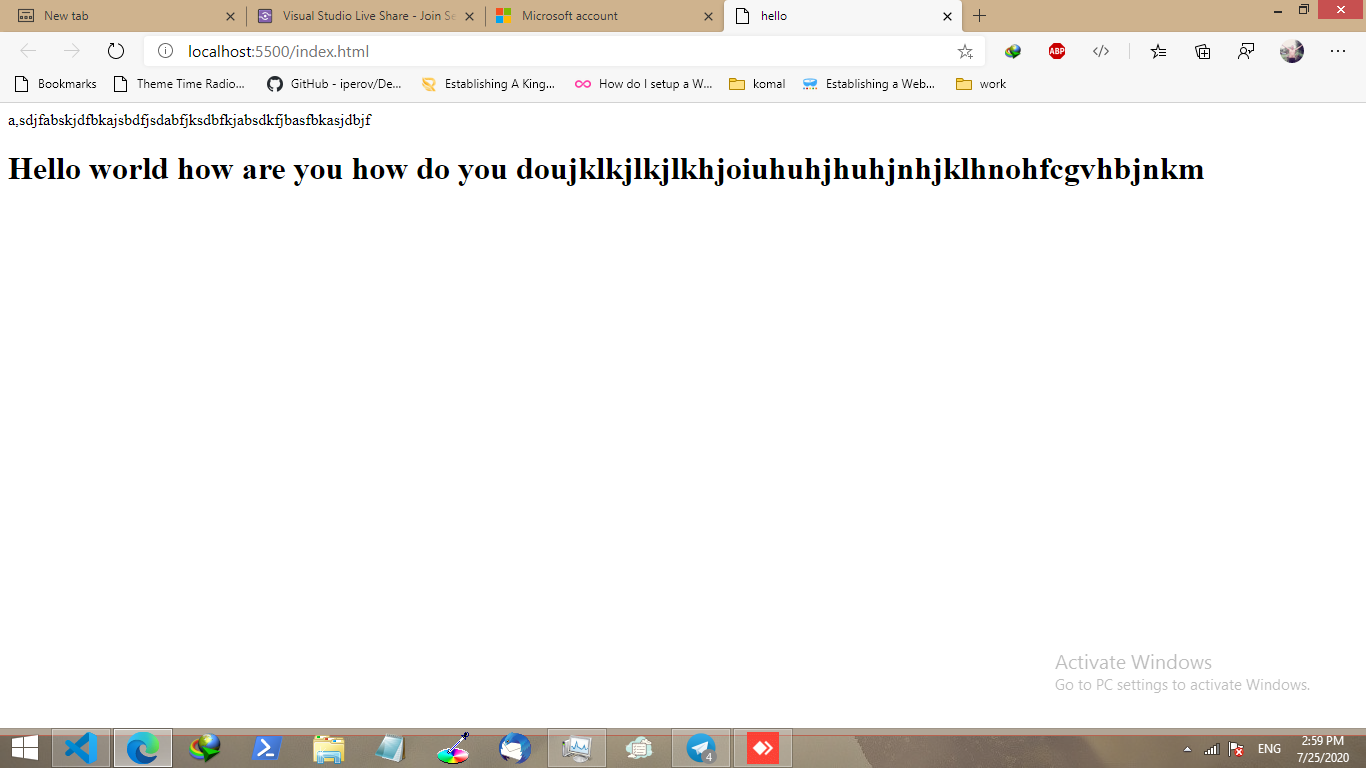 New tab
Visual Studio Live Share - Join Se
Microsoft account
hello
localhost:5500/index.html
ABP
Bookmarks
Theme Time Radio...
GitHub - iperov/De...
Establishing A King...
How do I setup a W...
komal
Establishing a Web...
work
a,sdjfabskjdfbkajsbdfjsdabfjksdbfkjabsdkfjbasfbkasjdbjf
Hello world how are you how do you doujklkjlkjlkhjoiuhuhjhuhjnhjklhnohfcgvhbjnkm
Activate Windows
Go to PC settings to activate Windows.
4
ENG
2:59 PM
7/25/2020